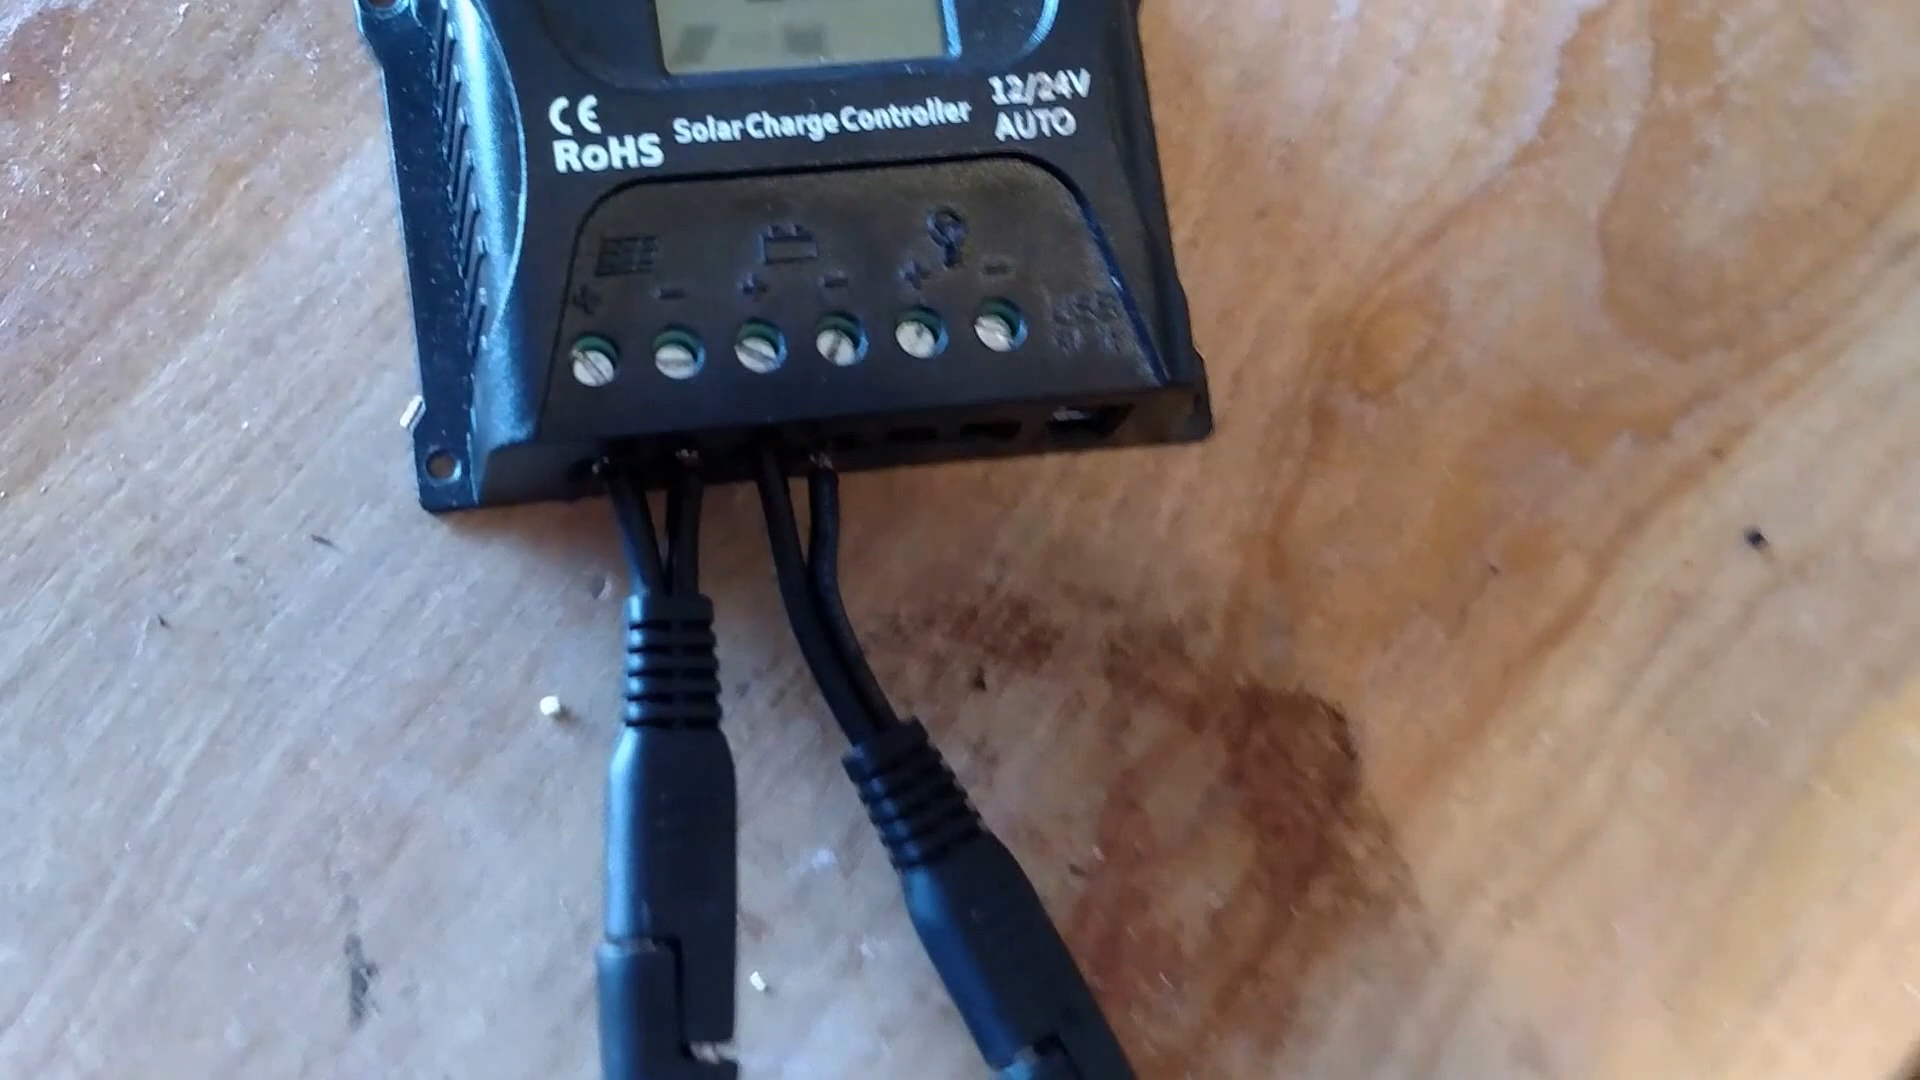 CE
RoHS
Solar Charge Controller
12/24V
AUTO
+
-
+
-
+
-